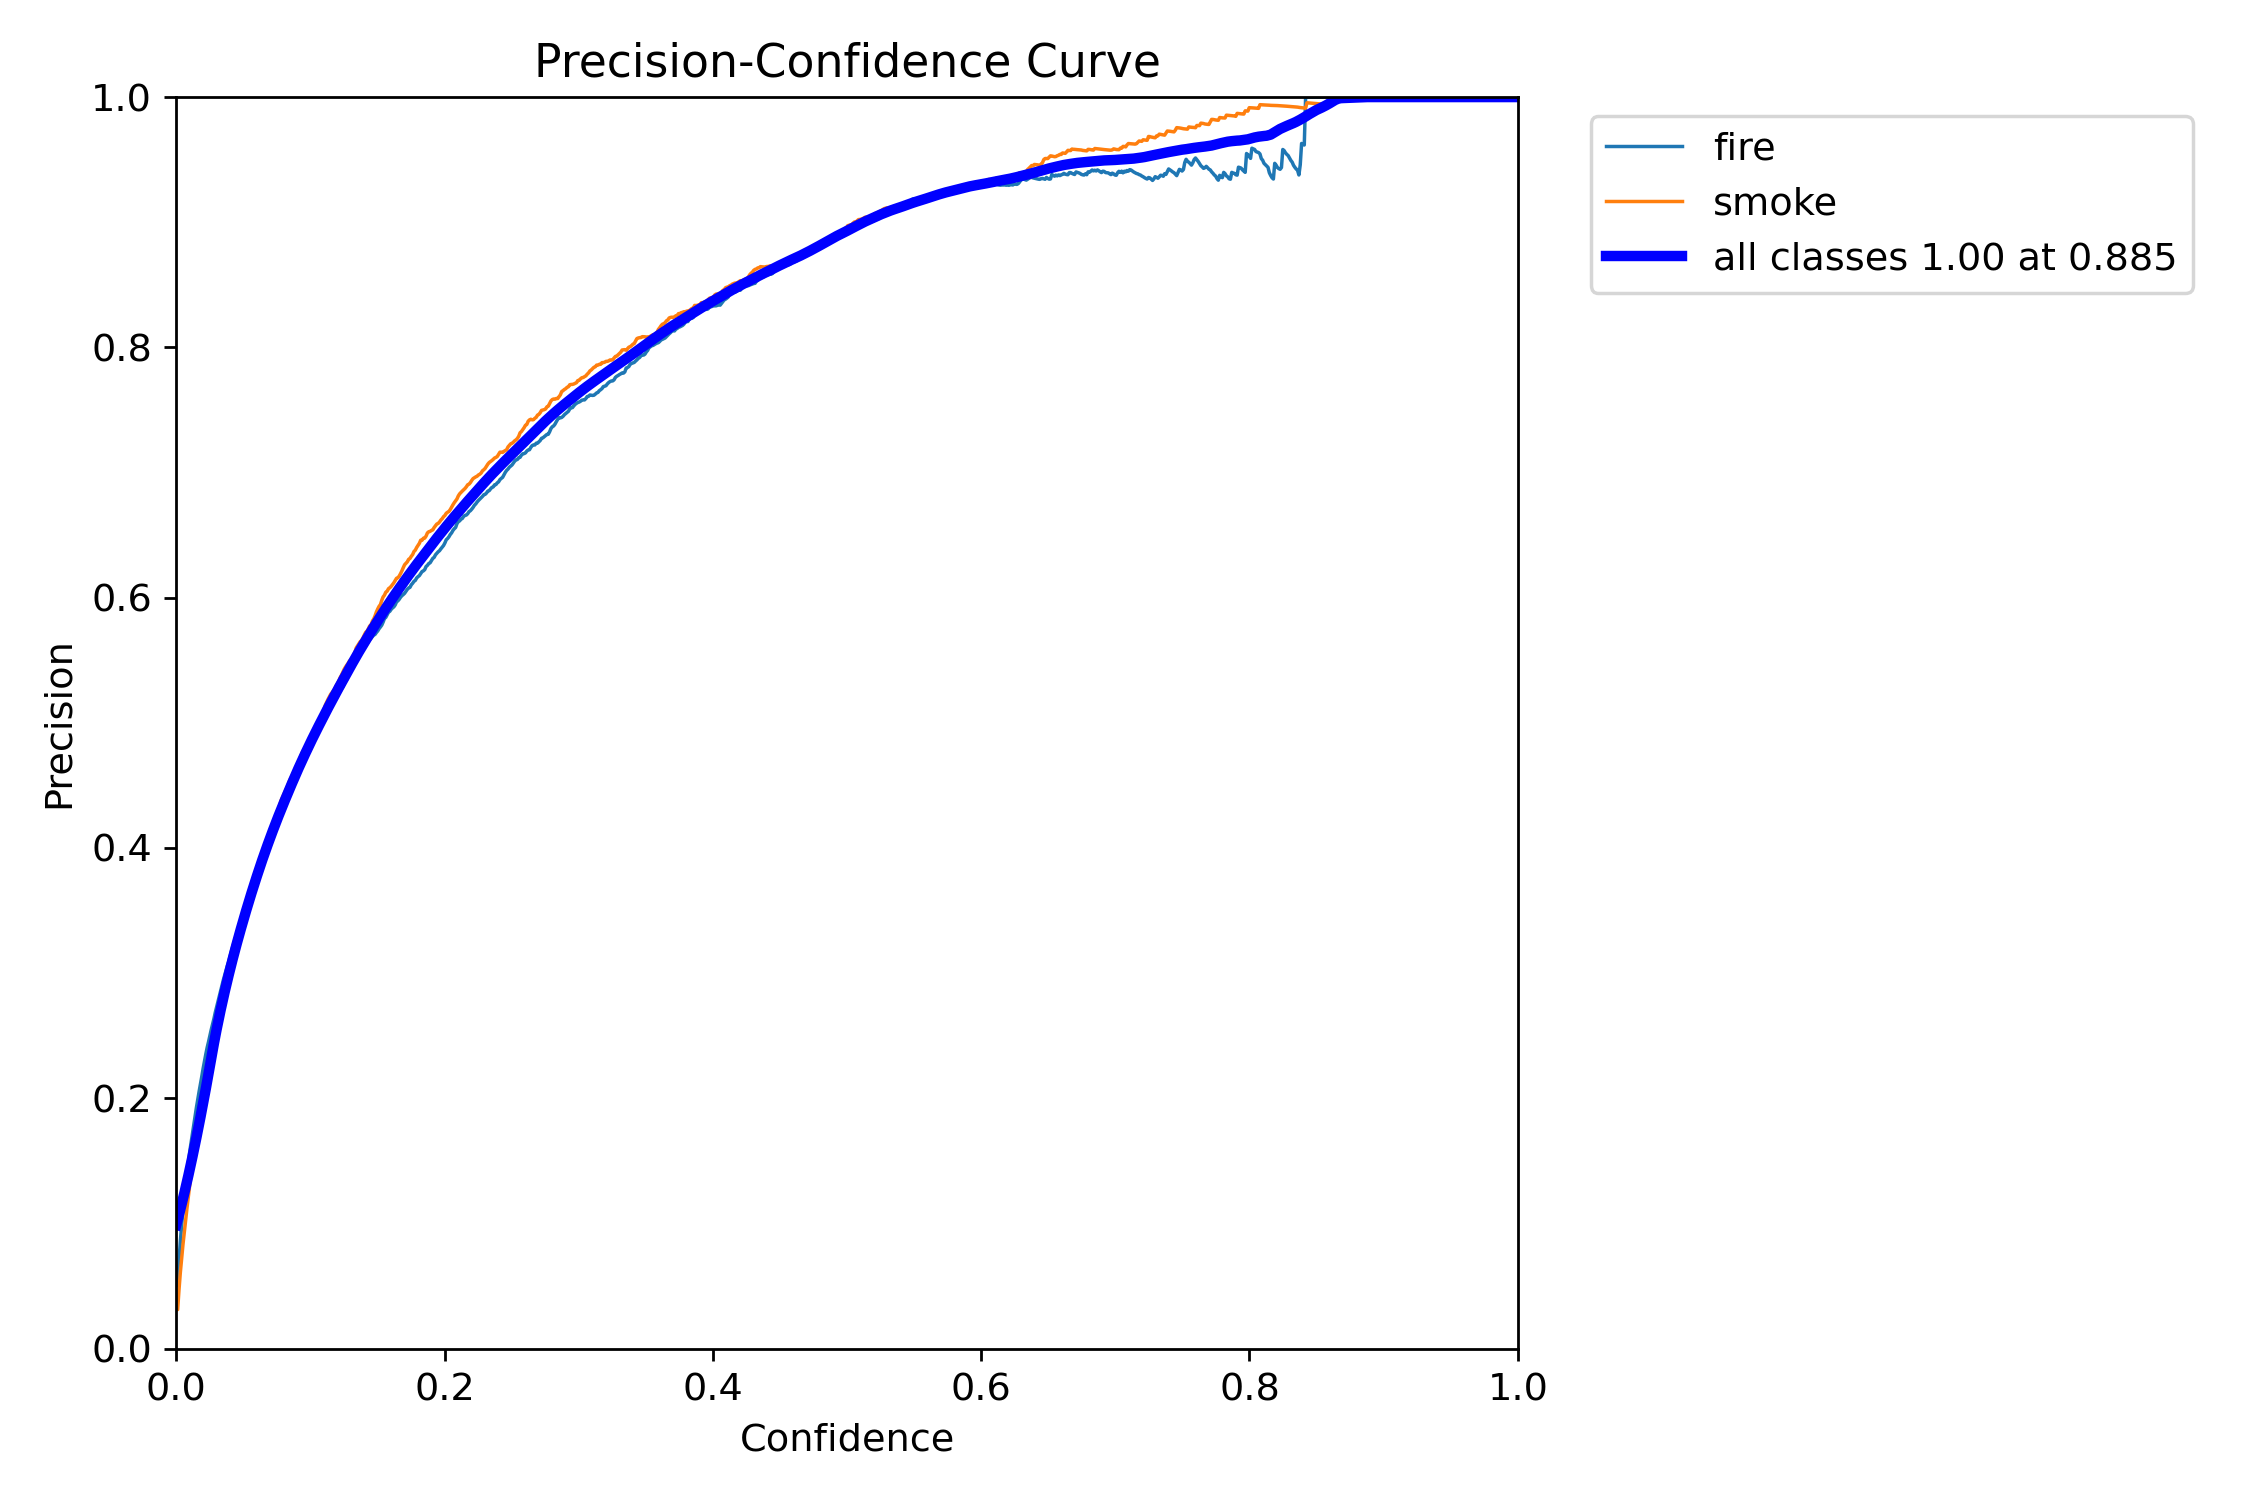 Precision-Confidence Curve
1.0
0.8
0.6
0.4
0.2
0.0
Precision
0.0 0.2 0.4 0.6 0.8 1.0
Confidence
fire
smoke
all classes 1.00 at 0.885